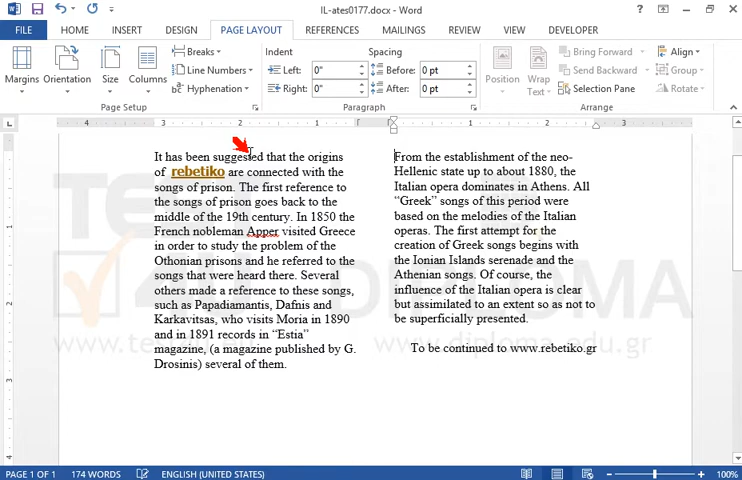 IL-ates0177.docx - Word
FILE HOME INSERT DESIGN PAGE LAYOUT REFERENCES MAILINGS REVIEW VIEW DEVELOPER
Margins
Orientation
Size
Columns
Breaks
Line Numbers
Hyphenation
Page Setup
Indent
Left: 0"
Right: 0"
Spacing
Before: 0 pt
After: 0 pt
Paragraph
Position
Wrap
Text
Bring Forward
Send Backward
Selection Pane
Align
Group
Rotate
Arrange
4 3 2 1 1 2 3
It has been suggested that the origins
of rebetiko are connected with the
songs of prison. The first reference to
the songs of prison goes back to the
middle of the 19th century. In 1850 the
French nobleman Apper visited Greece
in order to study the problem of the
Othonian prisons and he referred to the
songs that were heard there. Several
others made a reference to these songs,
such as Papadiamantis, Dafnis and
Karkavitsas, who visits Moria in 1890
and in 1891 records in “Estia”
magazine, (a magazine published by G.
Drosinis) several of them.
From the establishment of the neo-
Hellenic state up to about 1880, the
Italian opera dominates in Athens. All
“Greek” songs of this period were
based on the melodies of the Italian
operas. The first attempt for the
creation of Greek songs begins with
the Ionian Islands serenade and the
Athenian songs. Of course, the
influence of the Italian opera is clear
but assimilated to an extent so as not to
be superficially presented.
To be continued to www.rebetiko.gr
DIPLOMA
www.diploma.edu.gr
PAGE 1 OF 1 174 WORDS ENGLISH (UNITED STATES) 100%